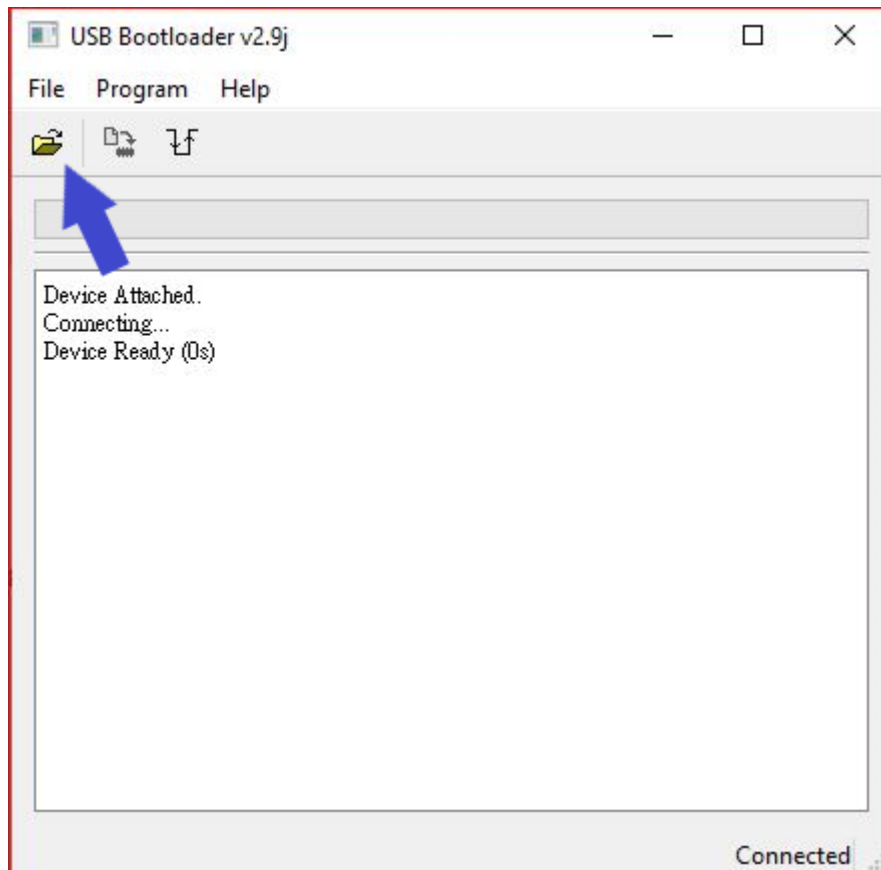 USB Bootloader v2.9j
File Program Help
Device Attached.
Connecting...
Device Ready (0s)
Connected